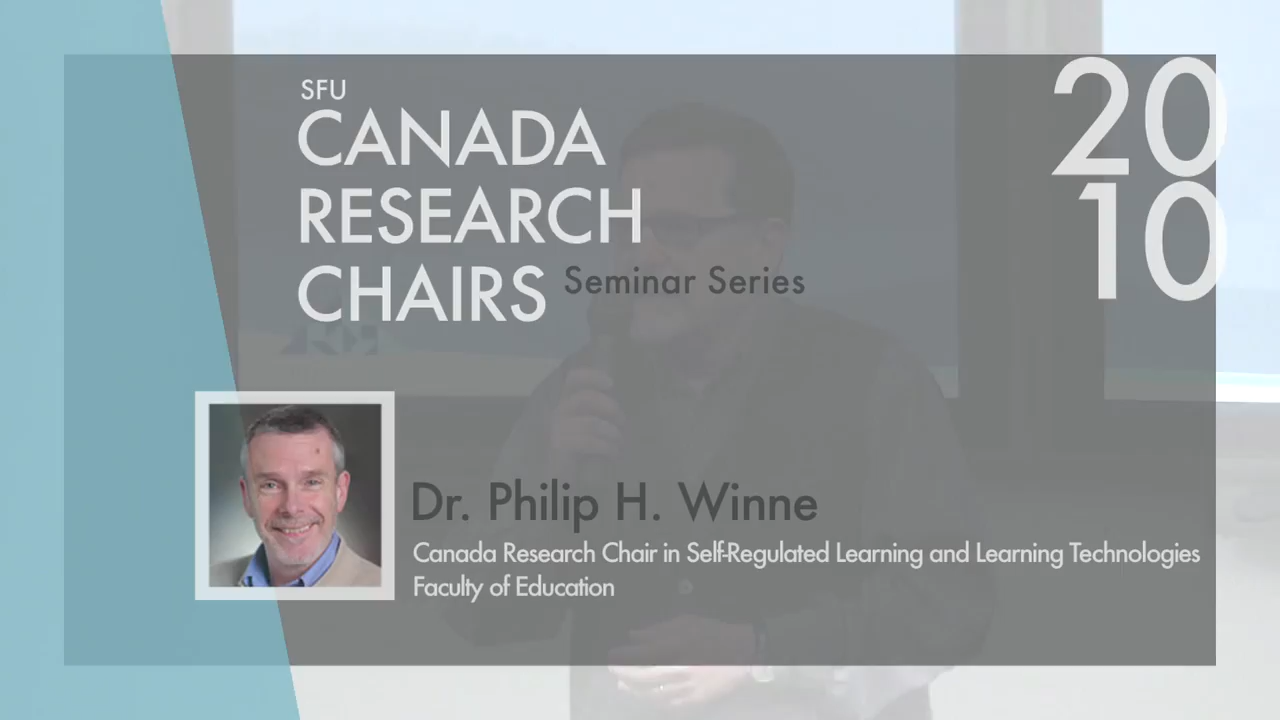 SFU
CANADA
RESEARCH
CHAIRS Seminar Series
20
10
Dr. Philip H. Winne
Canada Research Chair in Self-Regulated Learning and Learning Technologies
Faculty of Education